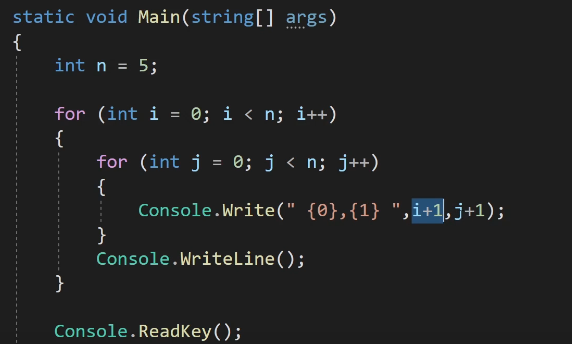 static void Main(string[] args)
{
    int n = 5;

    for (int i = 0; i < n; i++)
    {
        for (int j = 0; j < n; j++)
        {
            Console.Write(" {0},{1} ",i+1,j+1);
        }
        Console.WriteLine();
    }

    Console.ReadKey();